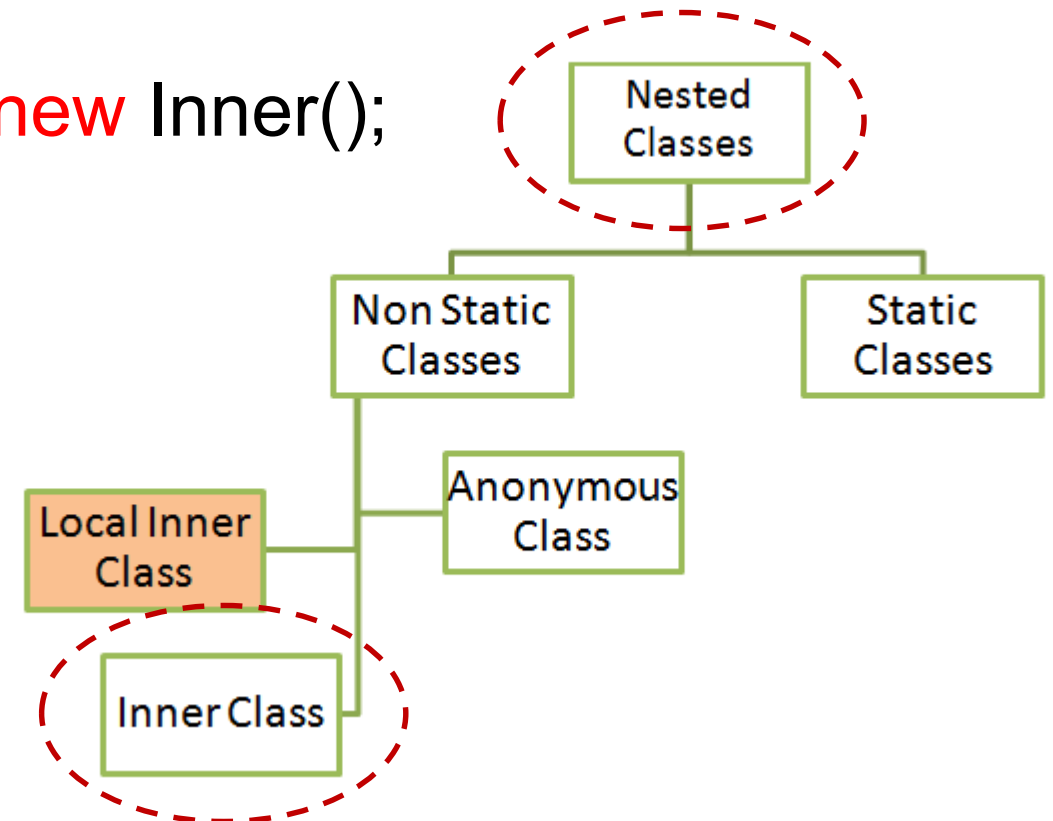 new Inner();
Nested
Classes
Non Static
Classes
Static
Classes
Anonymous
Class
Local Inner
Class
Inner Class